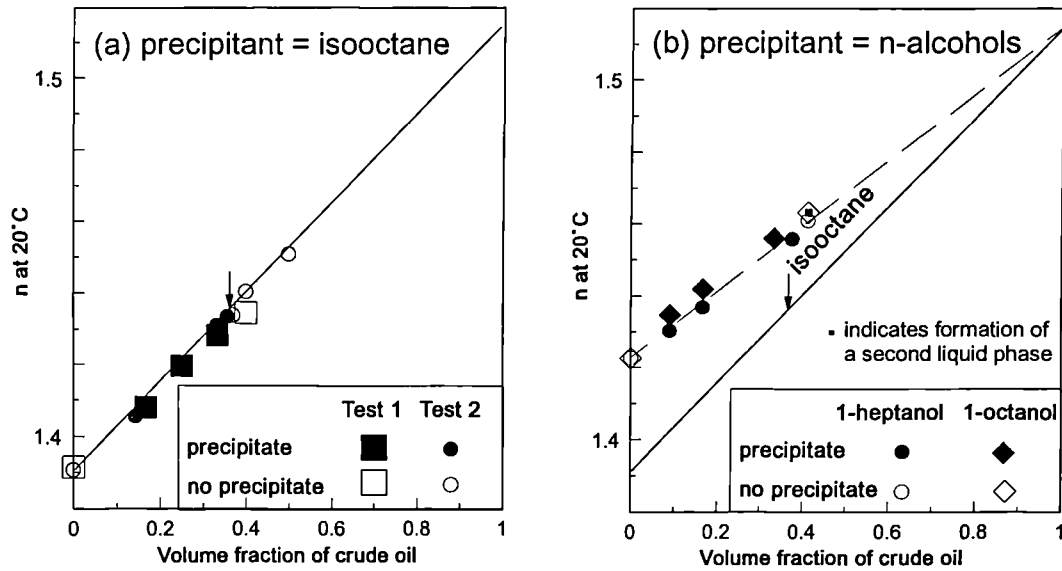 (a) precipitant = isooctane
1.5
1.4
n at 20°C
Test 1 Test 2
precipitate
no precipitate
0 0.2 0.4 0.6 0.8 1
Volume fraction of crude oil
(b) precipitant = n-alcohols
1.5
1.4
n at 20°C
isooctane
indicates formation of
a second liquid phase
1-heptanol 1-octanol
precipitate
no precipitate
0 0.2 0.4 0.6 0.8 1
Volume fraction of crude oil